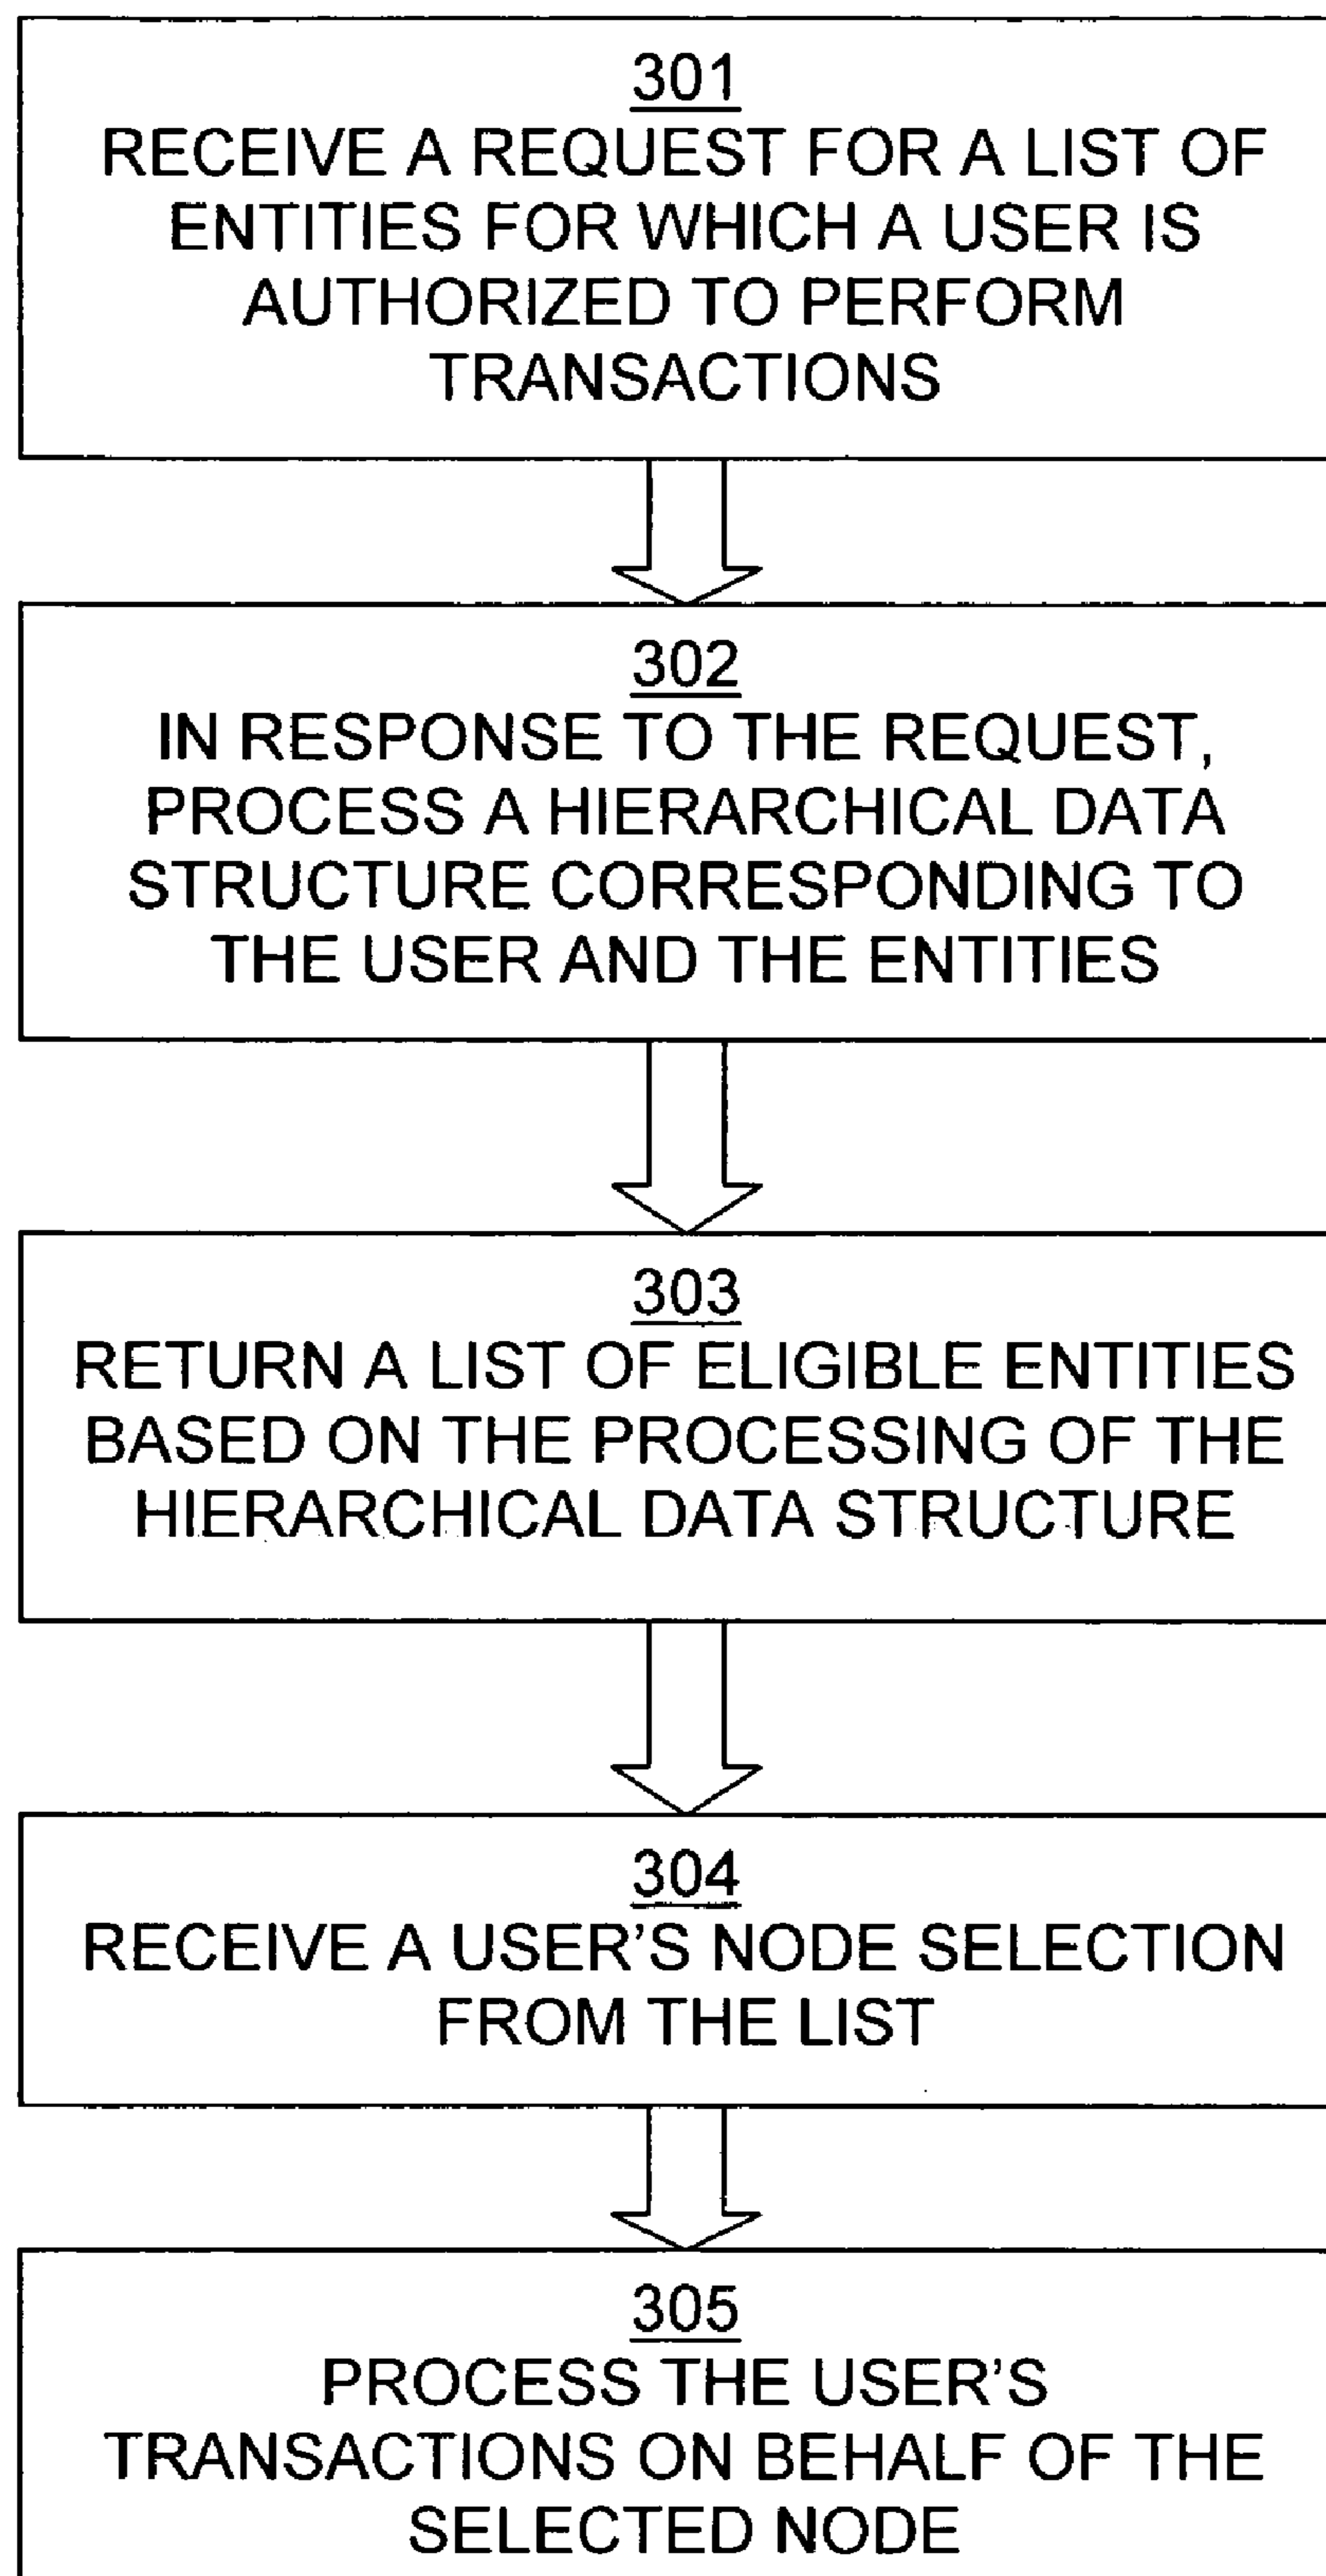 301
RECEIVE A REQUEST FOR A LIST OF
ENTITIES FOR WHICH A USER IS
AUTHORIZED TO PERFORM
TRANSACTIONS
302
IN RESPONSE TO THE REQUEST,
PROCESS A HIERARCHICAL DATA
STRUCTURE CORRESPONDING TO
THE USER AND THE ENTITIES
303
RETURN A LIST OF ELIGIBLE ENTITIES
BASED ON THE PROCESSING OF THE
HIERARCHICAL DATA STRUCTURE
304
RECEIVE A USER’S NODE SELECTION
FROM THE LIST
305
PROCESS THE USER’S
TRANSACTIONS ON BEHALF OF THE
SELECTED NODE